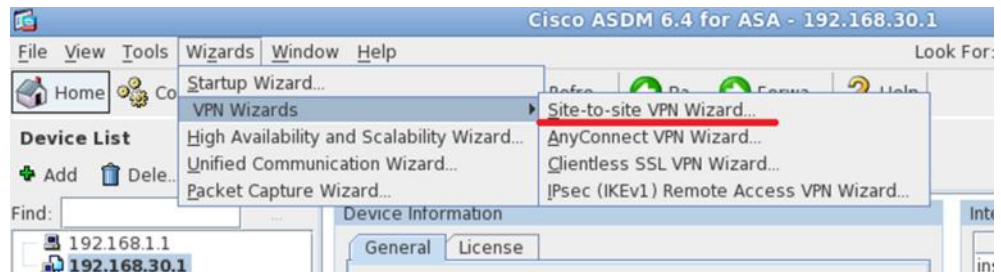 Cisco ASDM 6.4 for ASA - 192.168.30.1
File View Tools Wizards Window Help Look For:
Home Co
Startup Wizard...
VPN Wizards
High Availability and Scalability Wizard...
Unified Communication Wizard...
Packet Capture Wizard...
Site-to-site VPN Wizard...
AnyConnect VPN Wizard...
Clientless SSL VPN Wizard...
IPsec (IKEv1) Remote Access VPN Wizard...
Device List
Add Dele...
Find: ...
192.168.1.1
192.168.30.1
Device Information
General License
Inte